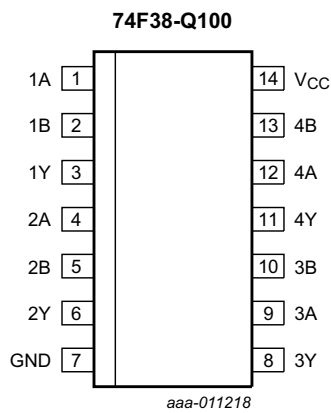 74F38-Q100
1A 1 14 VCC
1B 2 13 4B
1Y 3 12 4A
2A 4 11 4Y
2B 5 10 3B
2Y 6 9 3A
GND 7 8 3Y
aaa-011218